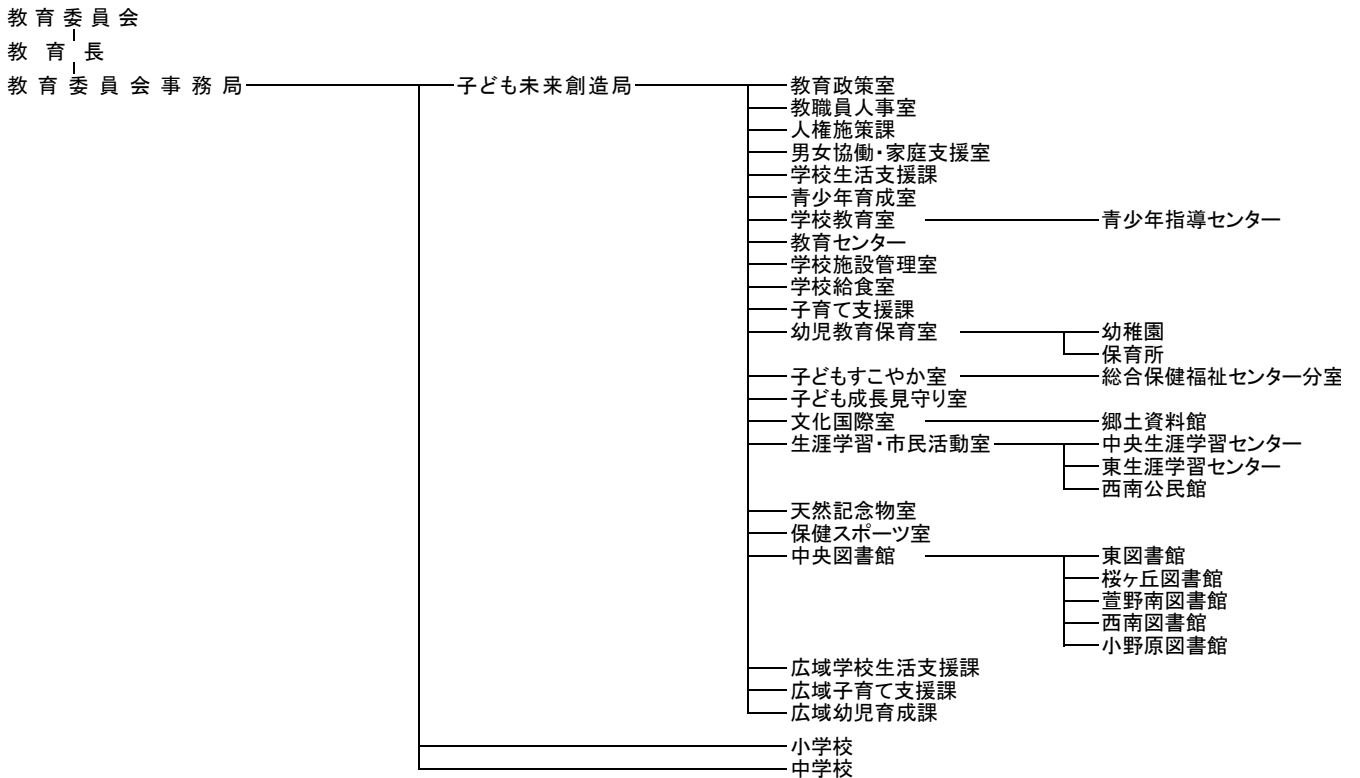 教育委員会
教育長
教育委員会事務局 子ども未来創造局 教育政策室
教職員人事室
人権施策課
男女協働・家庭支援室
学校生活支援課
青少年育成室
学校教育室 青少年指導センター
教育センター
学校施設管理室
学校給食室
子育て支援課
幼児教育保育室 幼稚園
保育所
子どもすこやか室 総合保健福祉センター分室
子ども成長見守り室
文化国際室 郷土資料館
生涯学習・市民活動室 中央生涯学習センター
東生涯学習センター
西南公民館
天然記念物室
保健スポーツ室
中央図書館 東図書館
桜ヶ丘図書館
萱野南図書館
西南図書館
小野原図書館
広域学校生活支援課
広域子育て支援課
広域幼児育成課
小学校
中学校